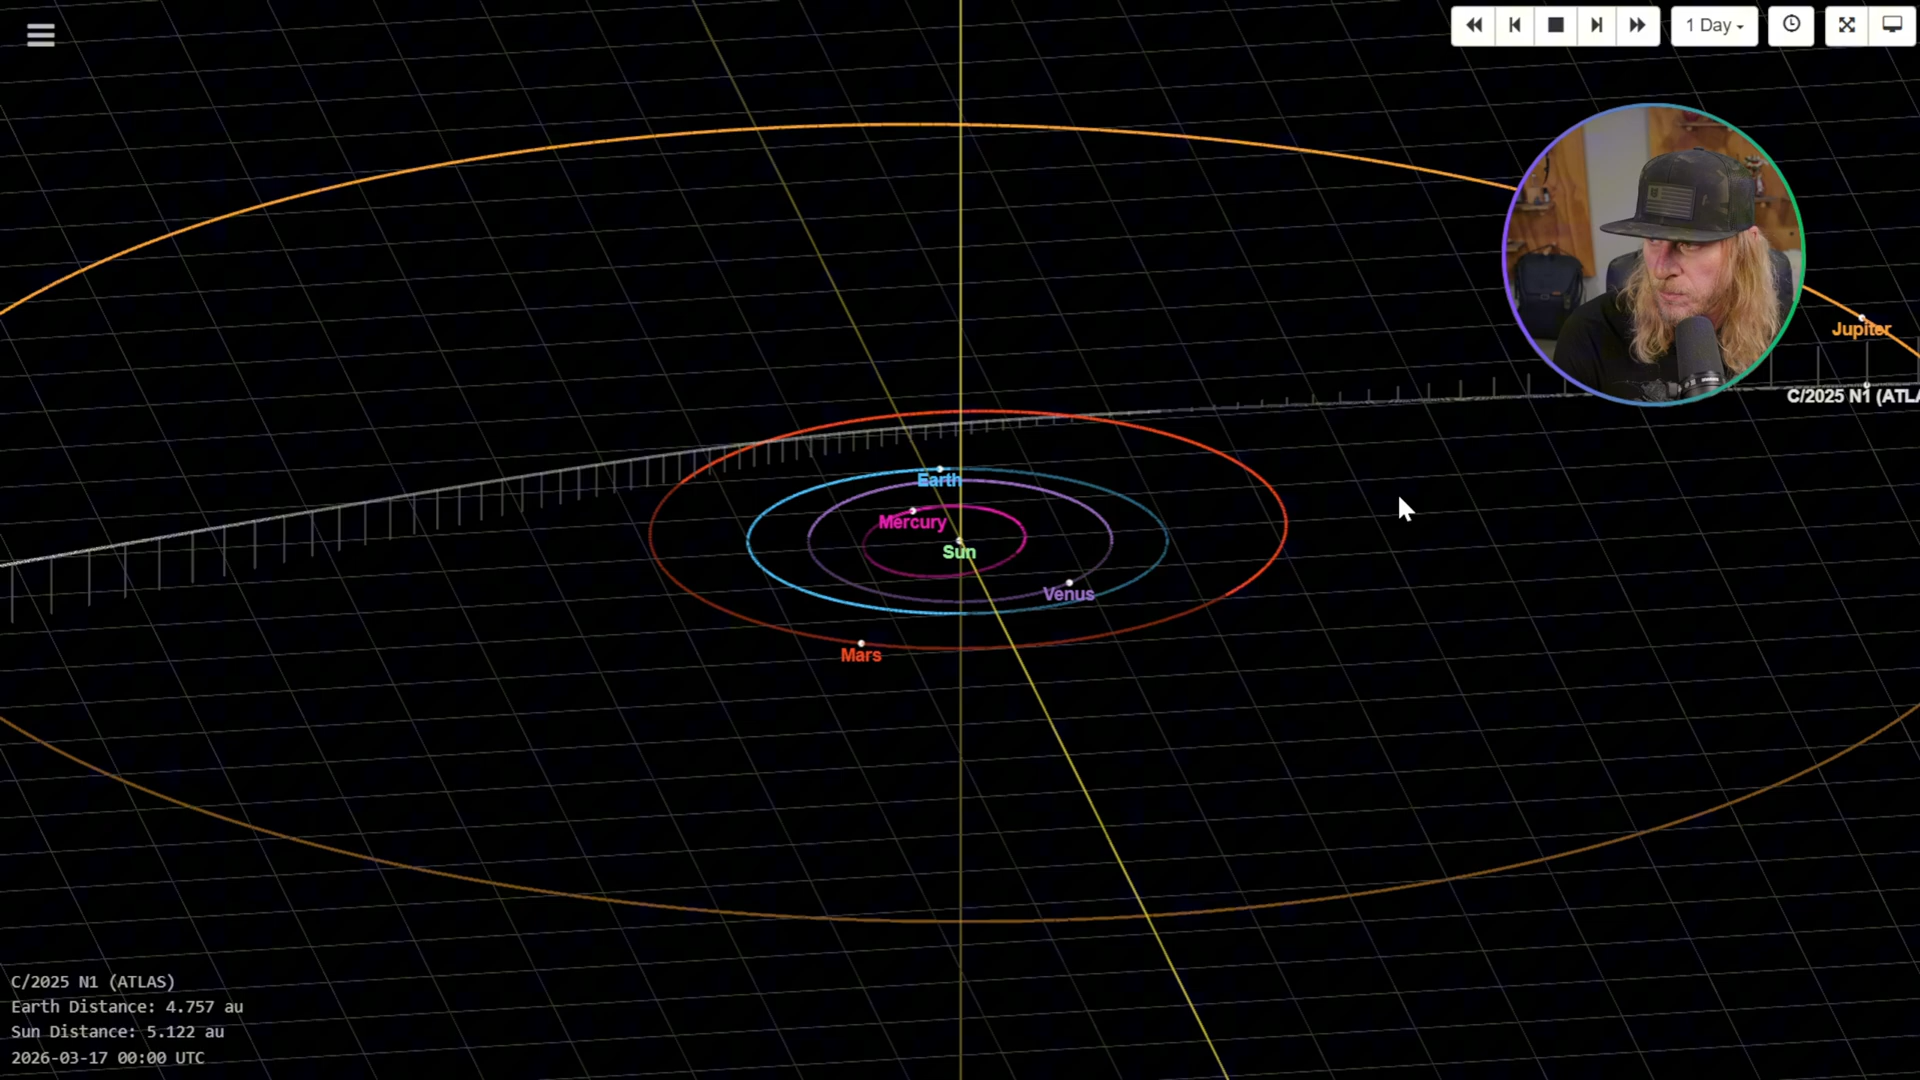 1 Day
Jupiter
C/2025 N1 (ATLA
Earth
Mercury
Sun
Venus
Mars
C/2025 N1 (ATLAS)
Earth Distance: 4.757 au
Sun Distance: 5.122 au
2026-03-17 00:00 UTC